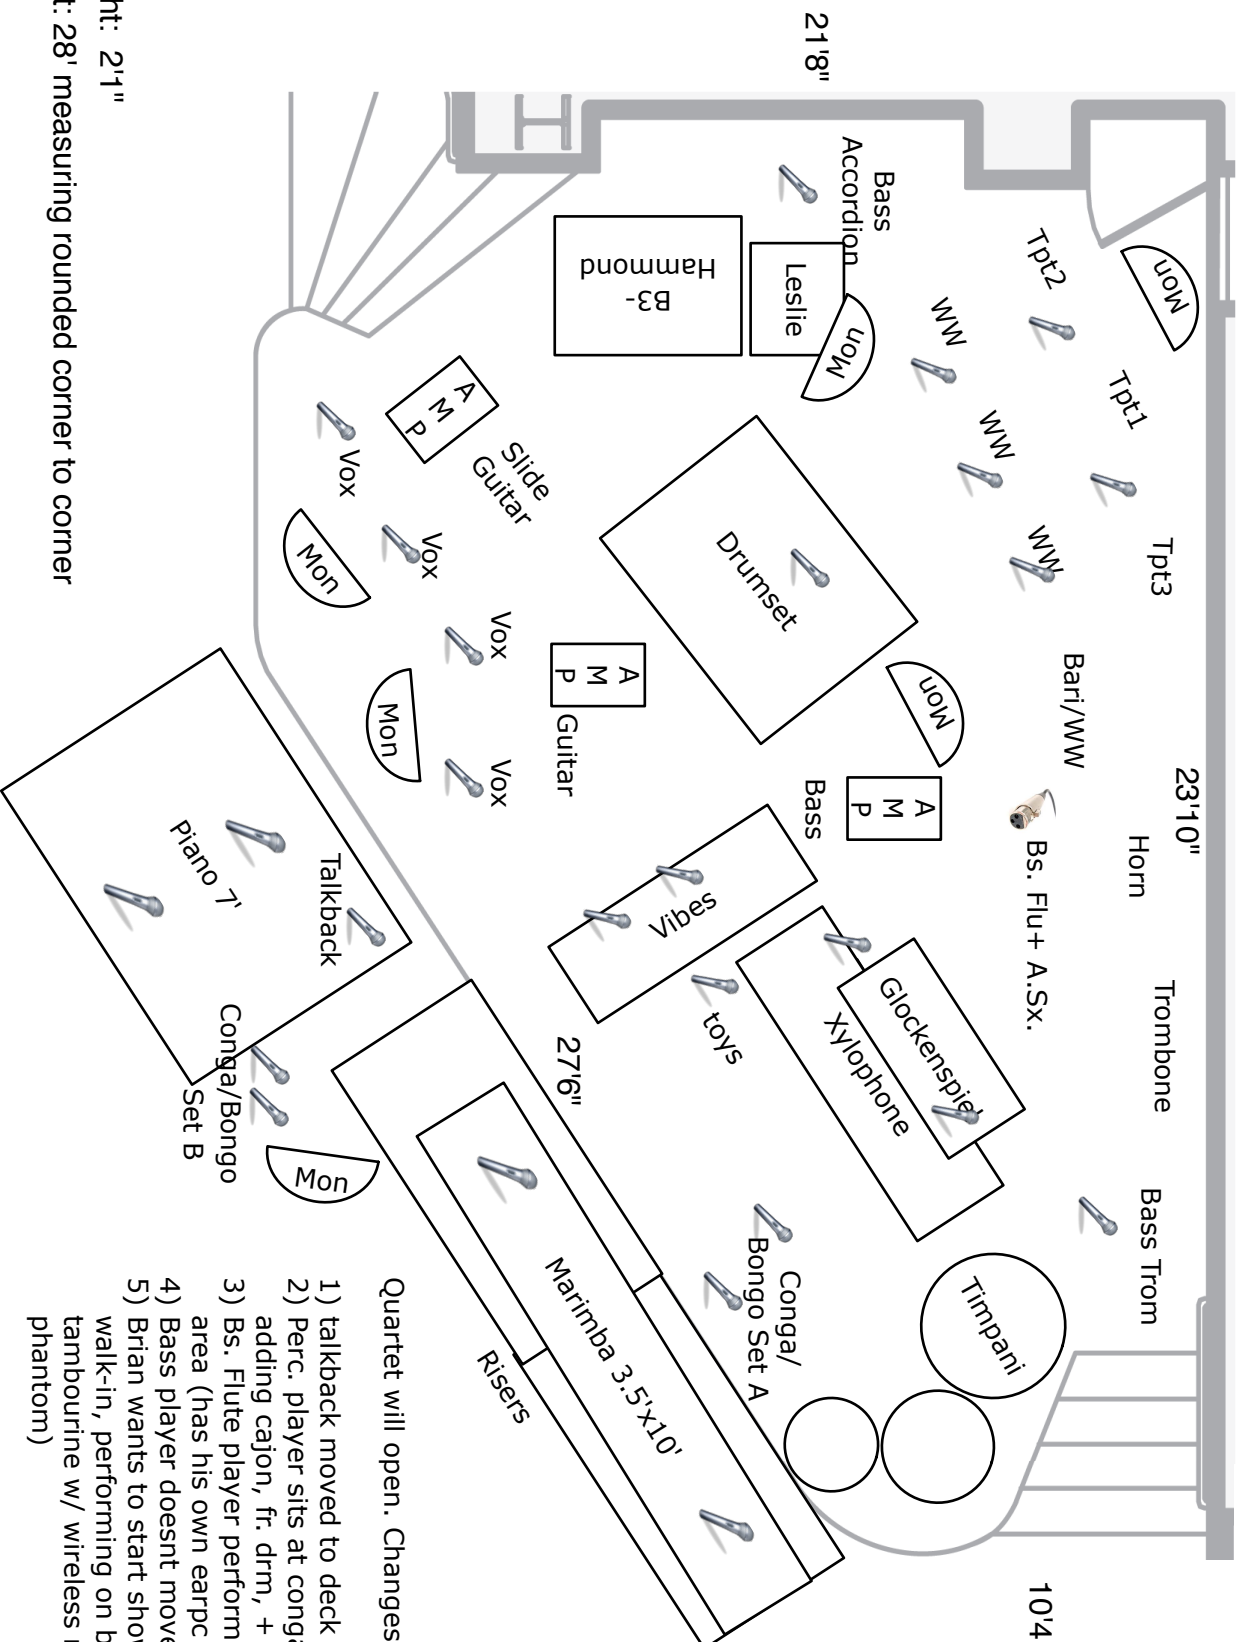 23'10"
10'4
21'8"
Mon
Tpt2
Tpt1
Tpt3
Horn
Trombone
Bass Trom
Bari/WW
Bs. Flu+ A.Sx.
WW
WW
WW
Bass
Accordion
Mon
Mon
Leslie
B3-
Hammond
Drumset
AMP
Bass
Glockenspiel
Xylophone
Timpani
Vibes
toys
Conga/
Bongo Set A
27'6"
AMP
Slide
Guitar
AMP
Guitar
Vox
Vox
Vox
Vox
Mon
Mon
Marimba 3.5'x10'
Risers
Piano 7'
Talkback
Conga/Bongo
Set B
Mon
Quartet will open. Changes
1) talkback moved to deck
2) Perc. player sits at conga
adding cajon, fr. drm, +
3) Bs. Flute player perform
area (has his own earpc
4) Bass player doesnt move
5) Brian wants to start show
walk-in, performing on b
tambourine w/ wireless
phantom)
ht: 2'1"
t: 28' measuring rounded corner to corner